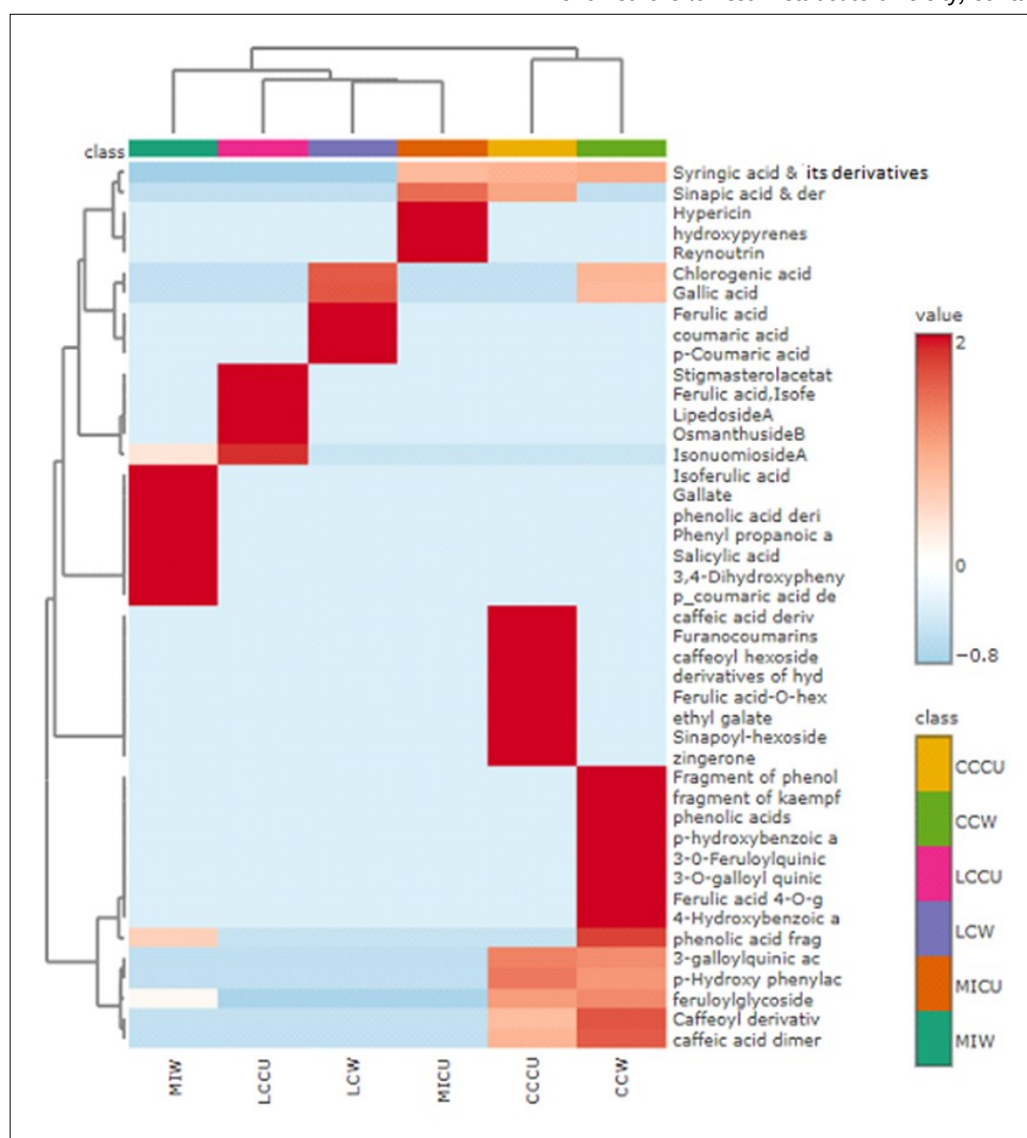 class
Syringic acid & its derivatives
Sinapic acid & der
Hypericin
hydroxypyrenes
Reynoutrin
Chlorogenic acid
Gallic acid
Ferulic acid
coumaric acid
p-Coumaric acid
Stigmasterolacetat
Ferulic acid,Isofe
LipedosideA
OsmanthusideB
IsonuomiosideA
Isoferulic acid
Gallate
phenolic acid deri
Phenyl propanoic a
Salicylic acid
3,4-Dihydroxypheny
p_coumaric acid de
caffeic acid deriv
Furanocoumarins
caffeoyl hexoside
derivatives of hyd
Ferulic acid-O-hex
ethyl galate
Sinapoyl-hexoside
zingerone
Fragment of phenol
fragment of kaempf
phenolic acids
p-hydroxybenzoic a
3-0-Feruloylquinic
3-O-galloyl quinic
Ferulic acid 4-O-g
4-Hydroxybenzoic a
phenolic acid frag
3-galloylquinic ac
p-Hydroxy phenylac
feruloylglycoside
Caffeoyl derivativ
caffeic acid dimer
MIW
LCCU
LCW
MICU
CCCU
CCW
value
2
0
−0.8
class
CCCU
CCW
LCCU
LCW
MICU
MIW